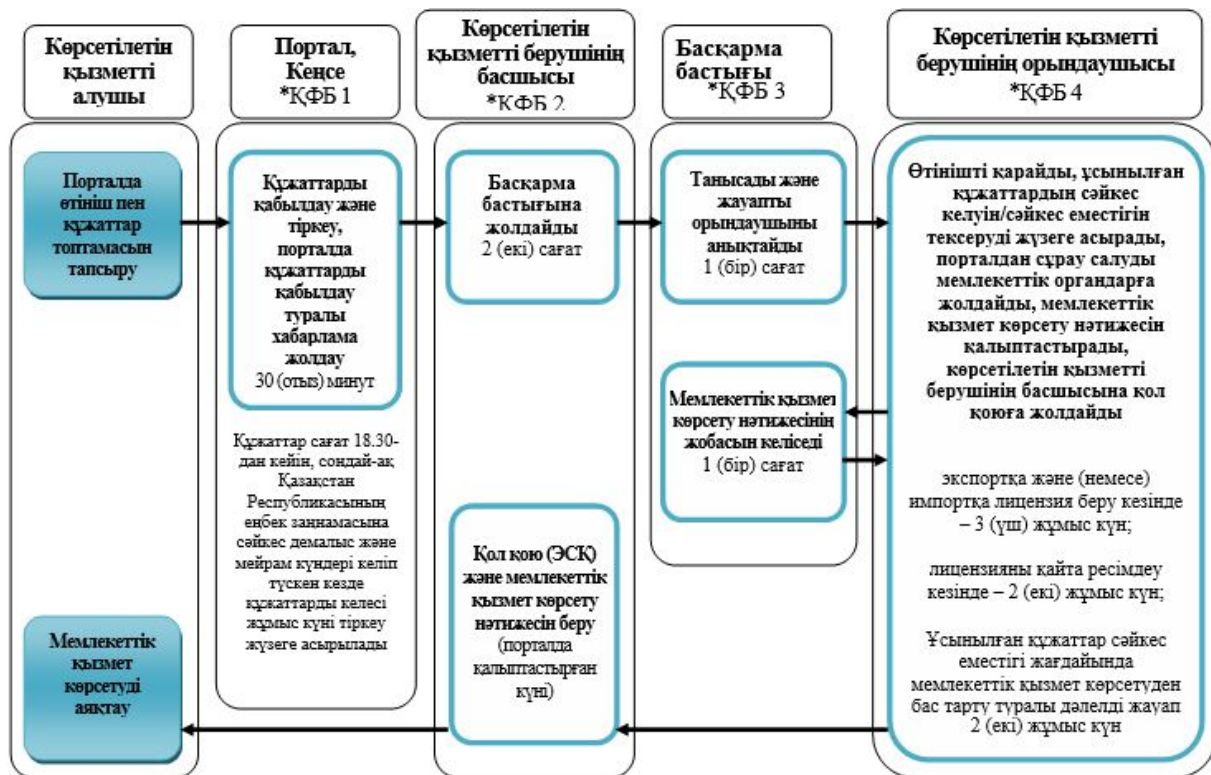 Көрсетілетін
қызметті
алушы
Портал,
Кеңсе
*ҚФБ 1
Көрсетілетін
қызметті берушінің
басшысы
*ҚФБ 2
Басқарма
бастығы
*ҚФБ 3
Көрсетілетін қызметті
берушінің орындаушысы
*ҚФБ 4
Порталда
өтініш пен
құжаттар
топтамасын
тапсыру
Құжаттарды
қабылдау және
тіркеу,
порталда
құжаттарды
қабылдау
туралы
хабарлама
жолдау
30 (отыз) минут
Құжаттар сағат 18.30-
дан кейін, сондай-ақ
Қазақстан
Республикасының
еңбек заңнамасына
сәйкес демалыс және
мейрам күндері келіп
түскен кезде
құжаттарды келесі
жұмыс күні тіркеу
жүзеге асырылады
Басқарма
бастығына
жолдайды
2 (екі) сағат
Танысады және
жауапты
орындаушыны
анықтайды
1 (бір) сағат
Өтінішті қарайды, ұсынылған
құжаттардың сәйкес
келуін/сәйкес еместігін
тексеруді жүзеге асырады,
порталдан сұрау салуды
мемлекеттік органдарға
жолдайды, мемлекеттік
қызмет көрсету нәтижесін
қалыптастырады,
көрсетілетін қызметті
берушінің басшысына қол
қоюға жолдайды
экспортқа және (немесе)
импортқа лицензия беру кезінде
– 3 (үш) жұмыс күн;
лицензияны қайта ресімдеу
кезінде – 2 (екі) жұмыс күн;
Ұсынылған құжаттар сәйкес
еместігі жағдайында
мемлекеттік қызмет көрсетуден
бас тарту туралы дәлелді жауап
2 (екі) жұмыс күн
Мемлекеттік қызмет
көрсету нәтижесінің
жобасын келіседі
1 (бір) сағат
Қол қою (ЭСҚ)
және мемлекеттік
қызмет көрсету
нәтижесін беру
(порталда
қалыптастырған
күні)
Мемлекеттік
қызмет
көрсетуді
аяқтау